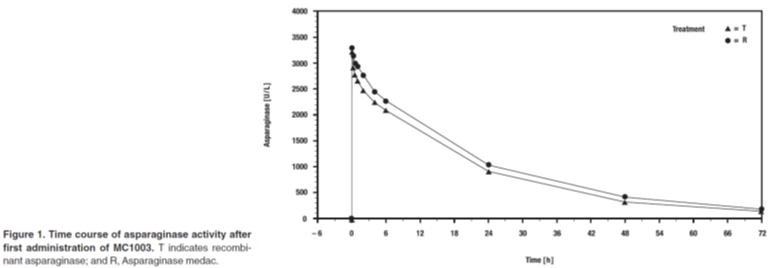 4000
3500
3000
2500
2000
1500
1000
500
0
Asparaginase [U/L]
Treatment ▲ = T
● = R
-6 0 6 12 18 24 30 36 42 48 54 60 66 72
Time [h]
Figure 1. Time course of asparaginase activity after
first administration of MC1003. T indicates recombi-
nant asparaginase; and R, Asparaginase medac.